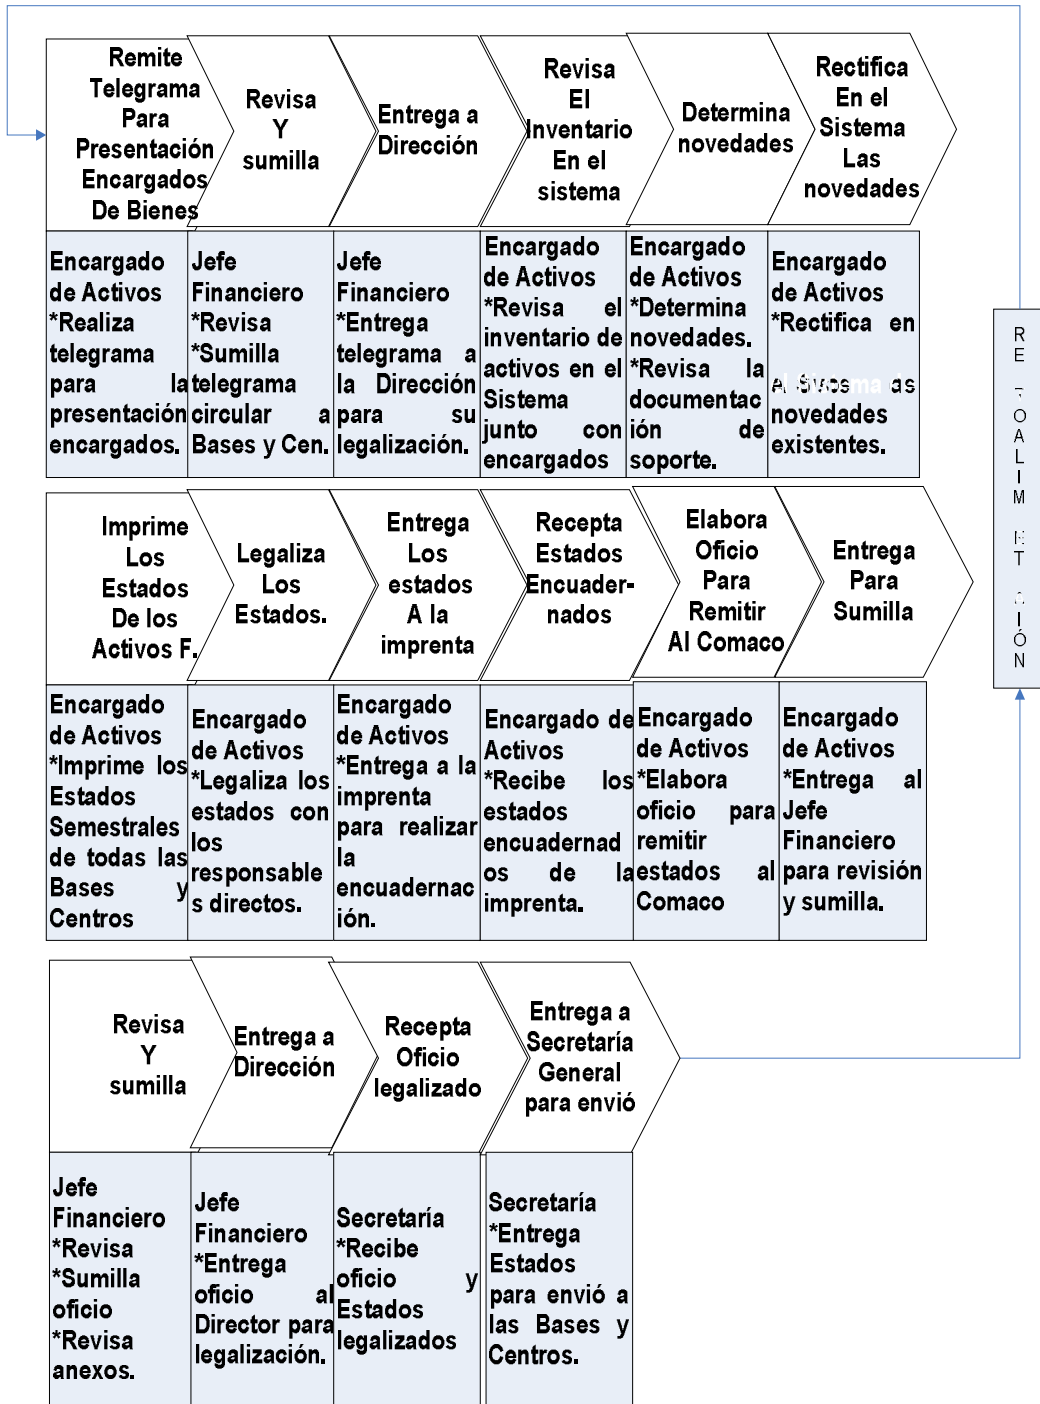 Remite
Telegrama
Para
Presentación
Encargados
De Bienes
Revisa
Y
sumilla
Entrega a
Dirección
Revisa
El
Inventario
En el
sistema
Determina
novedades
Rectifica
En el
Sistema
Las
novedades
Encargado
de Activos
*Realiza
telegrama
para la
presentación
encargados.
Jefe
Financiero
*Revisa
*Sumilla
telegrama
circular a
Bases y Cen.
Jefe
Financiero
*Entrega
telegrama a
la Dirección
para su
legalización.
Encargado
de Activos
*Revisa el
inventario de
activos en el
Sistema
junto con
encargados
Encargado
de Activos
*Determina
novedades.
*Revisa la
documentac
ión de
soporte.
Encargado
de Activos
*Rectifica en
novedades
existentes.
Imprime
Los
Estados
De los
Activos F.
Legaliza
Los
Estados.
Entrega
Los
estados
A la
imprenta
Recepta
Estados
Encuader-
nados
Elabora
Oficio
Para
Remitir
Al Comaco
Entrega
Para
Sumilla
Encargado
de Activos
*Imprime los
Estados
Semestrales
de todas las
Bases y
Centros
Encargado
de Activos
*Legaliza los
estados con
los
responsable
s directos.
Encargado
de Activos
*Entrega a la
imprenta
para realizar
la
encuadernac
ión.
Encargado de
Activos
*Recibe los
estados
encuadernad
os de la
imprenta.
Encargado
de Activos
*Elabora
oficio para
remitir
estados al
Comaco
Encargado
de Activos
*Entrega al
Jefe
Financiero
para revisión
y sumilla.
Revisa
Y
sumilla
Entrega a
Dirección
Recepta
Oficio
legalizado
Entrega a
Secretaría
General
para envió
Jefe
Financiero
*Revisa
*Sumilla
oficio
*Revisa
anexos.
Jefe
Financiero
*Entrega
oficio al
Director para
legalización.
Secretaría
*Recibe
oficio y
Estados
legalizados
Secretaría
*Entrega
Estados
para envió a
las Bases y
Centros.